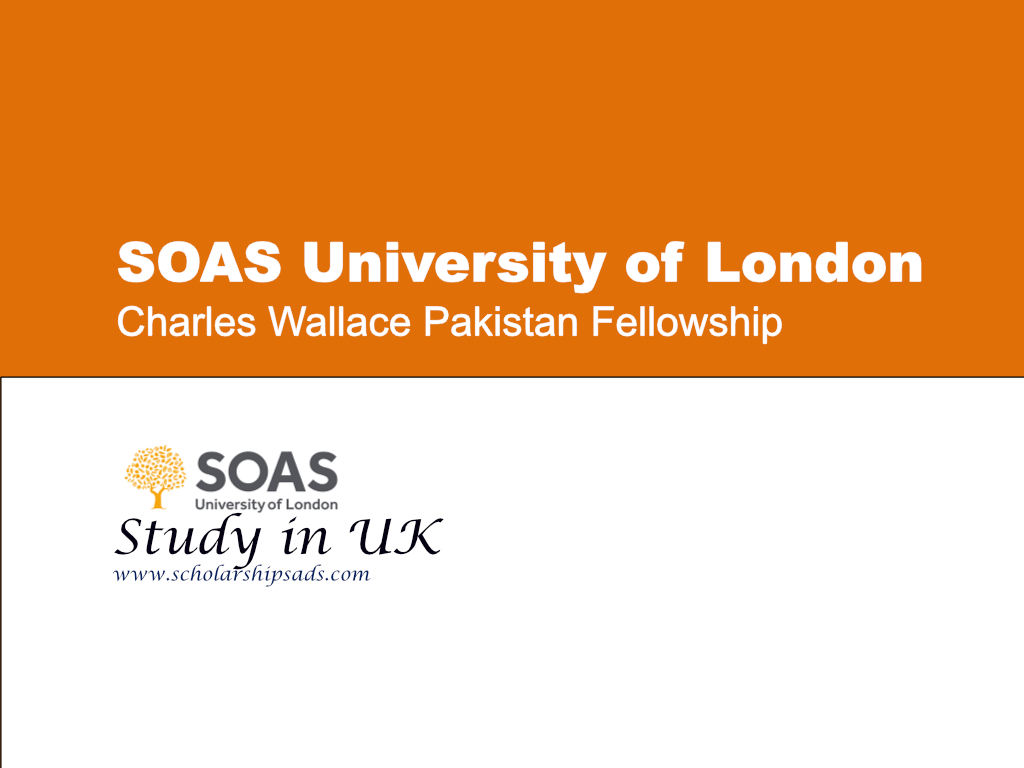 SOAS University of London
Charles Wallace Pakistan Fellowship
SOAS
University of London
Study in UK
www.scholarshipsads.com